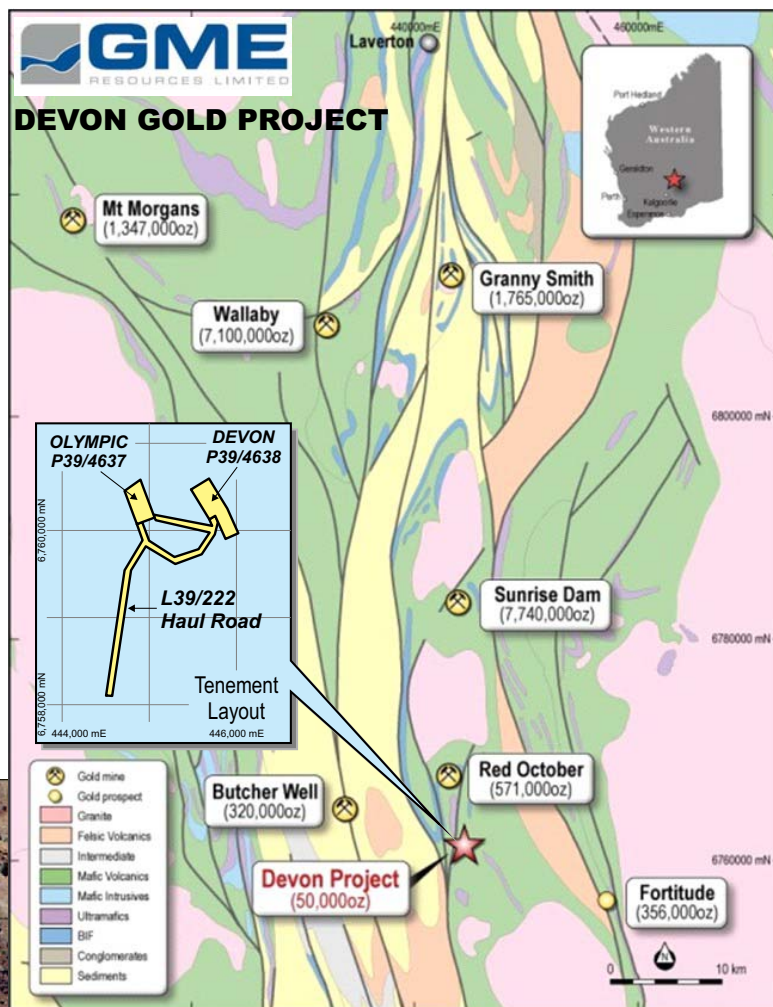 GME
RESOURCES LIMITED
DEVON GOLD PROJECT
440000mE
460000mE
Laverton
Port Hedland
Western
Australia
Geraldton
Perth
Kalgoorlie
Esperance
Mt Morgans
(1,347,000oz)
Granny Smith
(1,765,000oz)
Wallaby
(7,100,000oz)
6800000 mN
OLYMPIC
P39/4637
DEVON
P39/4638
6,760,000 mN
L39/222
Haul Road
Tenement
Layout
6,758,000 mN
444,000 mE
446,000 mE
Sunrise Dam
(7,740,000oz)
6780000 mN
Red October
(571,000oz)
Butcher Well
(320,000oz)
Devon Project
(50,000oz)
6760000 mN
Fortitude
(356,000oz)
Gold mine
Gold prospect
Granite
Felsic Volcanics
Intermediate
Mafic Volcanics
Mafic Intrusives
Ultramafics
BIF
Conglomerates
Sediments
N
0
10 km